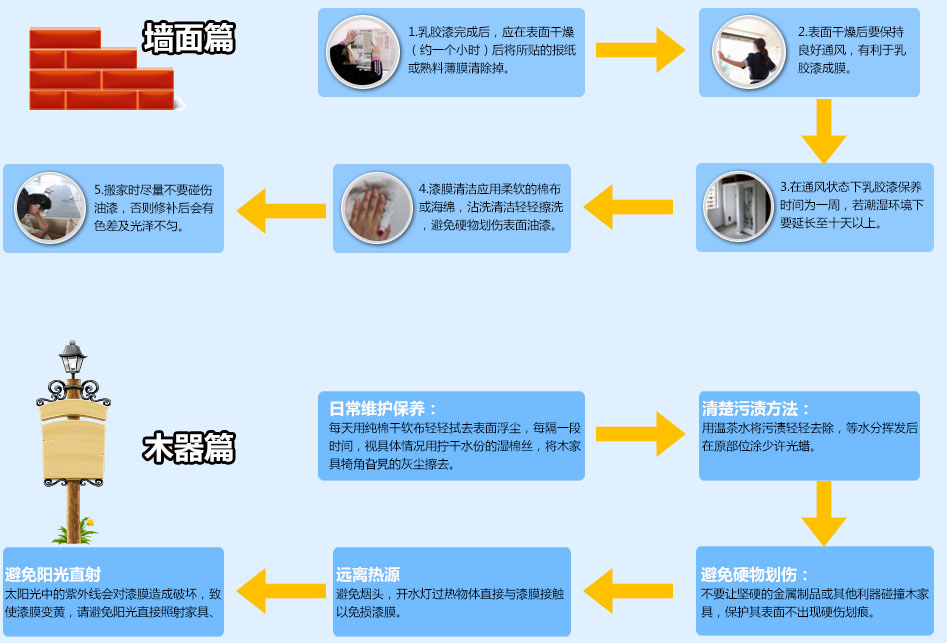 墙面篇
1.乳胶漆完成后，应在表面干燥
（约一个小时）后将所贴的报纸
或熟料薄膜清除掉。
2.表面干燥后要保持
良好通风，有利于乳
胶漆成膜。
3.在通风状态下乳胶漆保养
时间为一周，若潮湿环境下
要延长至十天以上。
4.漆膜清洁应用柔软的棉布
或海绵，沾洗清洁轻轻擦洗
，避免硬物划伤表面油漆。
5.搬家时尽量不要碰伤
油漆，否则修补后会有
色差及光泽不匀。
木器篇
日常维护保养：
每天用纯棉干软布轻轻拭去表面浮尘，每隔一段
时间，视具体情况用拧干水份的湿棉丝，将木家
具犄角旮旯的灰尘擦去。
清楚污渍方法：
用温茶水将污渍轻轻去除，等水分挥发后
在原部位涂少许光蜡。
避免硬物划伤：
不要让坚硬的金属制品或其他利器碰撞木家
具，保护其表面不出现硬伤划痕。
远离热源
避免烟头，开水灯过热物体直接与漆膜接触
以免损漆膜。
避免阳光直射
太阳光中的紫外线会对漆膜造成破坏，致
使漆膜变黄，请避免阳光直接照射家具、